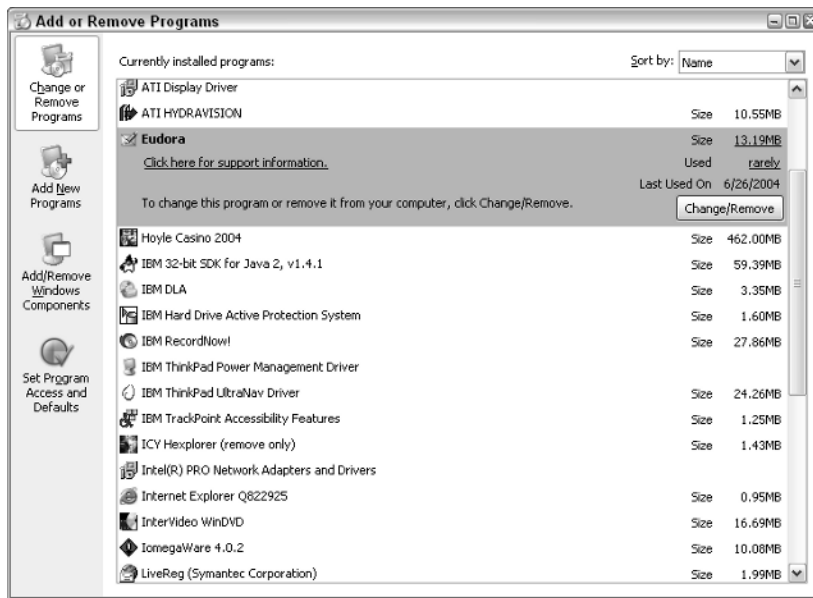 Add or Remove Programs
Change or
Remove
Programs
Add New
Programs
Add/Remove
Windows
Components
Set Program
Access and
Defaults
Currently installed programs:
Sort by: Name
ATI Display Driver
ATI HYDRAVISION Size 10.55MB
Eudora Size 13.19MB
Click here for support information. Used rarely
Last Used On 6/26/2004
To change this program or remove it from your computer, click Change/Remove. Change/Remove
Hoyle Casino 2004 Size 462.00MB
IBM 32-bit SDK for Java 2, v1.4.1 Size 59.39MB
IBM DLA Size 3.35MB
IBM Hard Drive Active Protection System Size 1.60MB
IBM RecordNow! Size 27.86MB
IBM ThinkPad Power Management Driver
IBM ThinkPad UltraNav Driver Size 24.26MB
IBM TrackPoint Accessibility Features Size 1.25MB
ICY Hexplorer (remove only) Size 1.43MB
Intel(R) PRO Network Adapters and Drivers
Internet Explorer Q822925 Size 0.95MB
InterVideo WinDVD Size 16.69MB
IomegaWare 4.0.2 Size 10.08MB
LiveReg (Symantec Corporation) Size 1.99MB